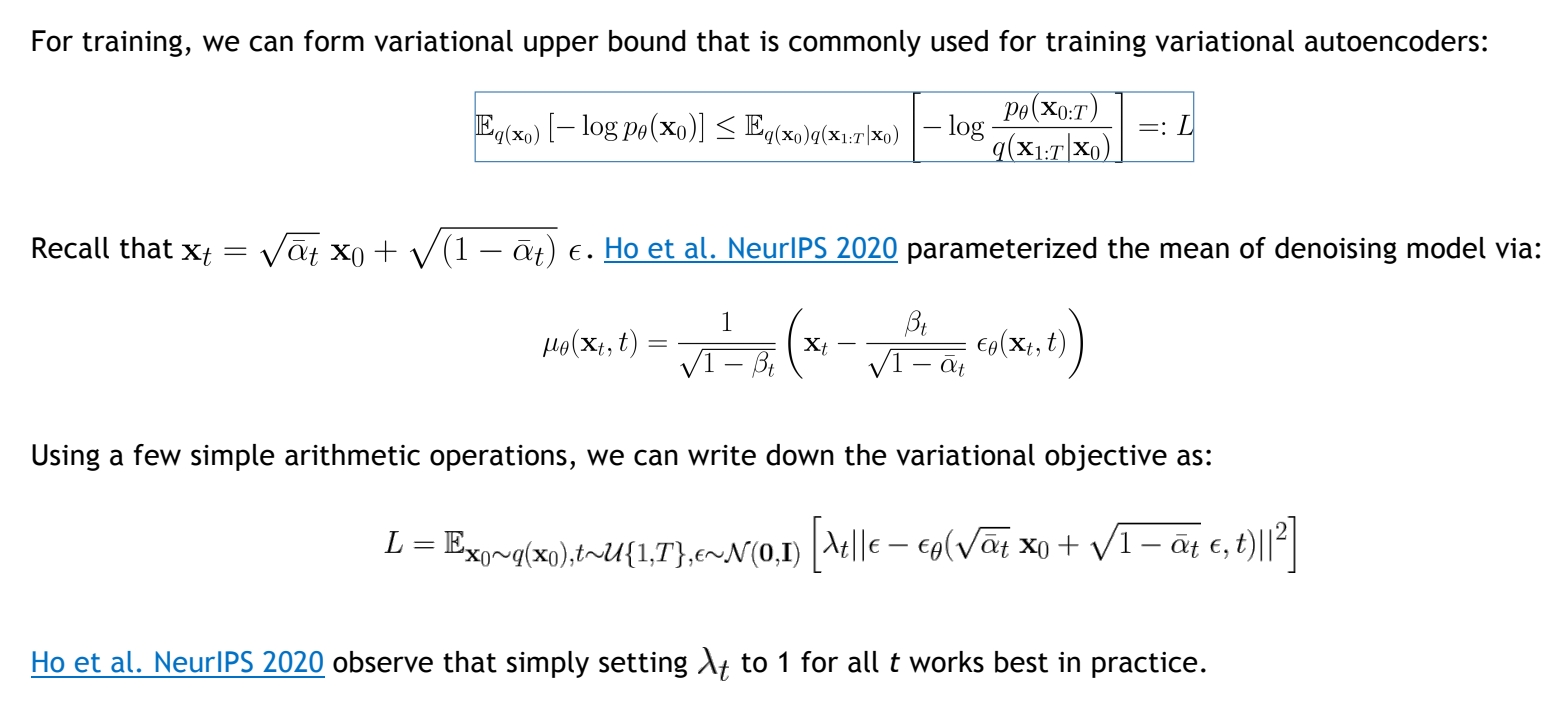 For training, we can form variational upper bound that is commonly used for training variational autoencoders:
$\mathbb{E}_{q(\mathbf{x}_0)}\left[-\log p_\theta(\mathbf{x}_0)\right] \leq \mathbb{E}_{q(\mathbf{x}_0)q(\mathbf{x}_{1:T}|\mathbf{x}_0)}\left[-\log \frac{p_\theta(\mathbf{x}_{0:T})}{q(\mathbf{x}_{1:T}|\mathbf{x}_0)}\right] =: L$
Recall that $\mathbf{x}_t = \sqrt{\bar{\alpha}_t}\ \mathbf{x}_0 + \sqrt{(1 - \bar{\alpha}_t)}\ \epsilon$. Ho et al. NeurIPS 2020 parameterized the mean of denoising model via:
$\mu_\theta(\mathbf{x}_t, t) = \frac{1}{\sqrt{1 - \beta_t}}\left(\mathbf{x}_t - \frac{\beta_t}{\sqrt{1 - \bar{\alpha}_t}}\ \epsilon_\theta(\mathbf{x}_t, t)\right)$
Using a few simple arithmetic operations, we can write down the variational objective as:
$L = \mathbb{E}_{\mathbf{x}_0 \sim q(\mathbf{x}_0), t \sim \mathcal{U}\{1,T\}, \epsilon \sim \mathcal{N}(\mathbf{0},\mathbf{I})}\left[\lambda_t ||\epsilon - \epsilon_\theta(\sqrt{\bar{\alpha}_t}\ \mathbf{x}_0 + \sqrt{1 - \bar{\alpha}_t}\ \epsilon, t)||^2\right]$
Ho et al. NeurIPS 2020 observe that simply setting $\lambda_t$ to 1 for all $t$ works best in practice.